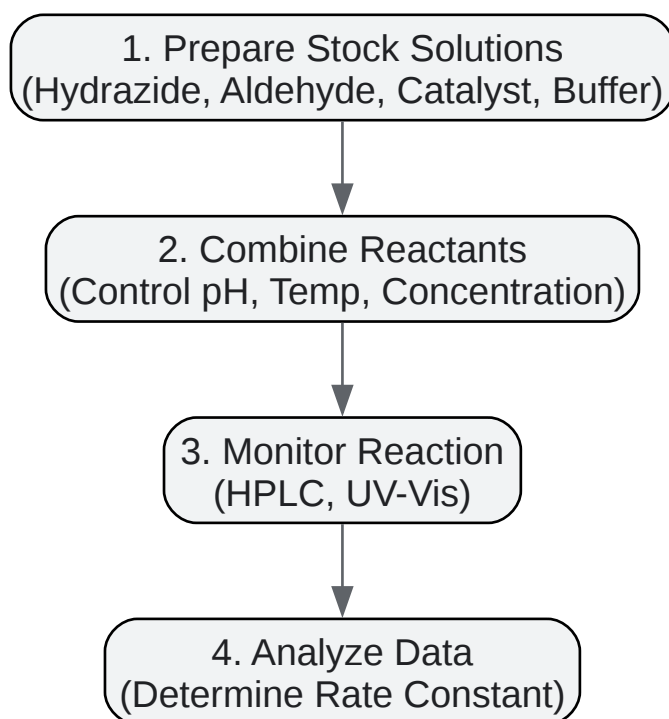 1. Prepare Stock Solutions
(Hydrazide, Aldehyde, Catalyst, Buffer)
2. Combine Reactants
(Control pH, Temp, Concentration)
3. Monitor Reaction
(HPLC, UV-Vis)
4. Analyze Data
(Determine Rate Constant)